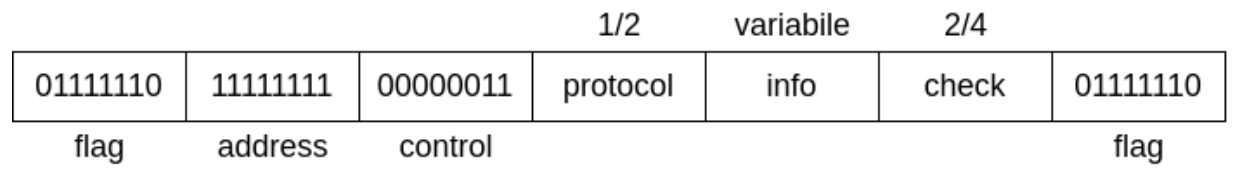 1/2 variabile 2/4
01111110 11111111 00000011 protocol info check 01111110
flag address control flag